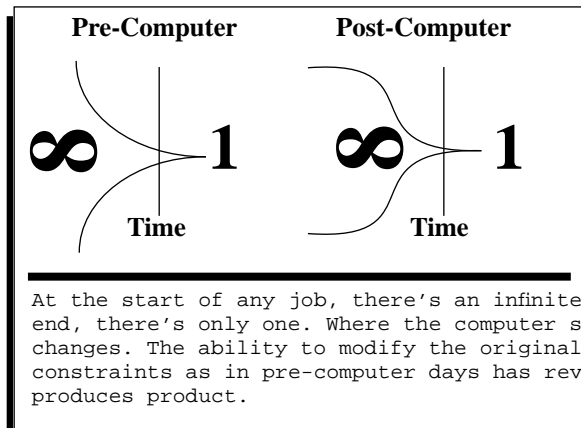 Pre-Computer Post-Computer
∞ 1 ∞ 1
Time Time
At the start of any job, there's an infinite
end, there's only one. Where the computer s
changes. The ability to modify the original
constraints as in pre-computer days has rev
produces product.